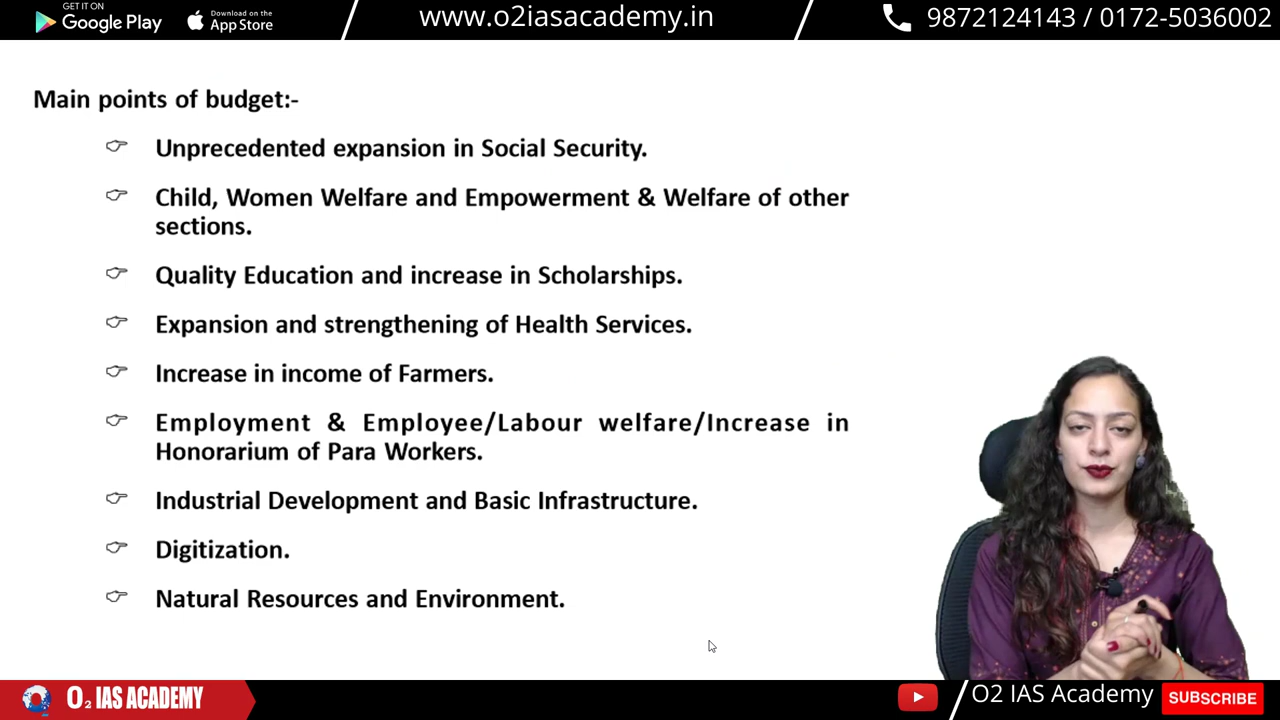 GET IT ON
Google Play
Download on the
App Store
www.o2iasacademy.in
9872124143 / 0172-5036002
Main points of budget:-
Unprecedented expansion in Social Security.
Child, Women Welfare and Empowerment & Welfare of other
sections.
Quality Education and increase in Scholarships.
Expansion and strengthening of Health Services.
Increase in income of Farmers.
Employment & Employee/Labour welfare/Increase in
Honorarium of Para Workers.
Industrial Development and Basic Infrastructure.
Digitization.
Natural Resources and Environment.
O₂ IAS ACADEMY
O2 IAS Academy
SUBSCRIBE